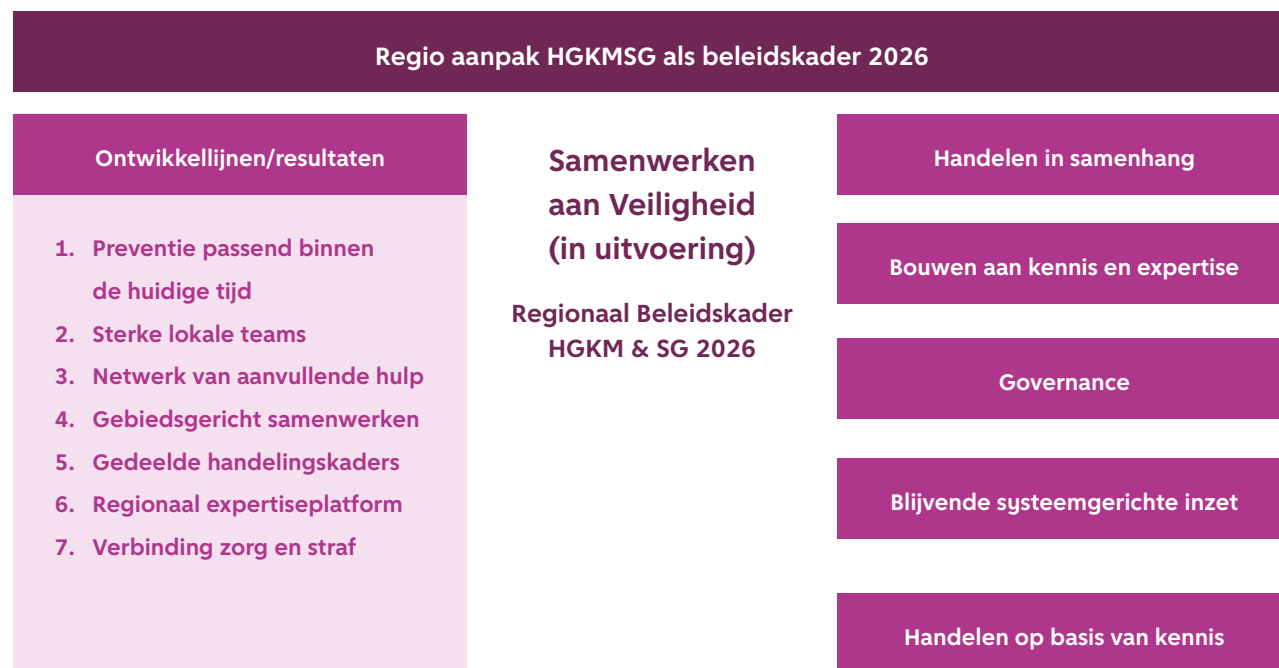 Regio aanpak HGKMSG als beleidskader 2026
Ontwikkellijnen/resultaten
1. Preventie passend binnen
de huidige tijd
2. Sterke lokale teams
3. Netwerk van aanvullende hulp
4. Gebiedsgericht samenwerken
5. Gedeelde handelingskaders
6. Regionaal expertiseplatform
7. Verbinding zorg en straf
Samenwerken
aan Veiligheid
(in uitvoering)
Regionaal Beleidskader
HGKM & SG 2026
Handelen in samenhang
Bouwen aan kennis en expertise
Governance
Blijvende systeemgerichte inzet
Handelen op basis van kennis